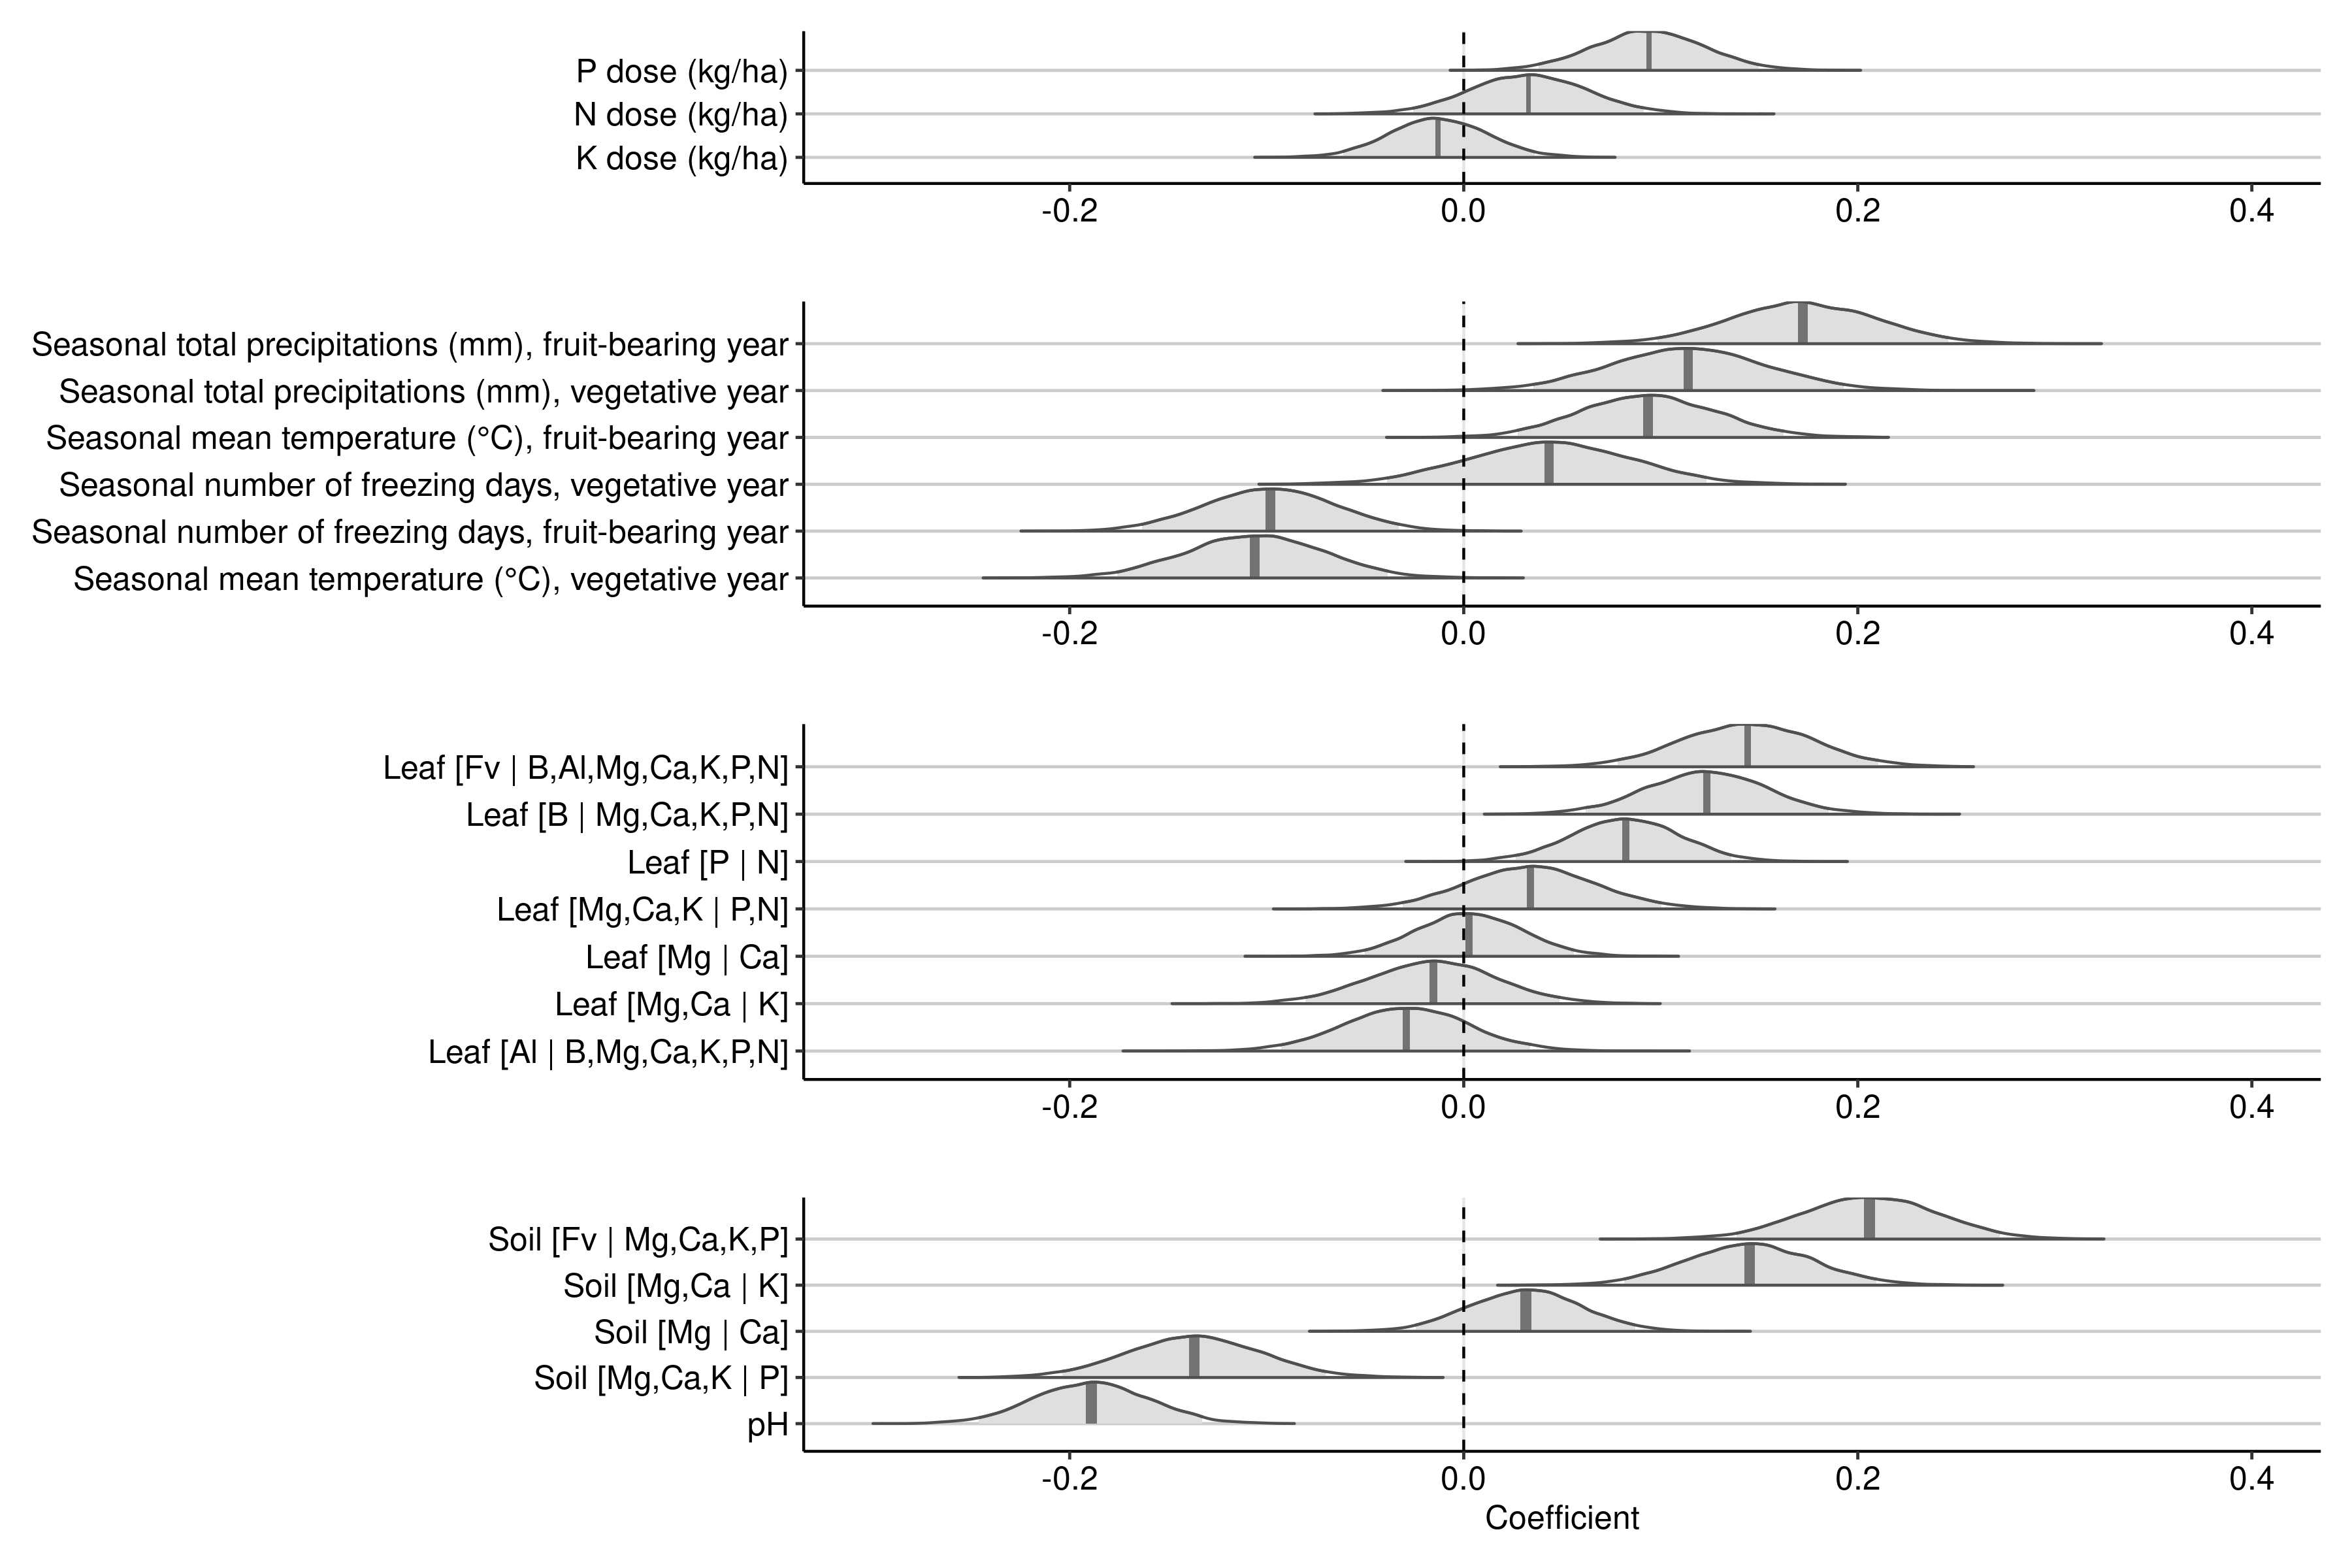 P dose (kg/ha)
N dose (kg/ha)
K dose (kg/ha)
-0.2 0.0 0.2 0.4
Seasonal total precipitations (mm), fruit-bearing year
Seasonal total precipitations (mm), vegetative year
Seasonal mean temperature (°C), fruit-bearing year
Seasonal number of freezing days, vegetative year
Seasonal number of freezing days, fruit-bearing year
Seasonal mean temperature (°C), vegetative year
-0.2 0.0 0.2 0.4
Leaf [Fv | B,Al,Mg,Ca,K,P,N]
Leaf [B | Mg,Ca,K,P,N]
Leaf [P | N]
Leaf [Mg,Ca,K | P,N]
Leaf [Mg | Ca]
Leaf [Mg,Ca | K]
Leaf [Al | B,Mg,Ca,K,P,N]
-0.2 0.0 0.2 0.4
Soil [Fv | Mg,Ca,K,P]
Soil [Mg,Ca | K]
Soil [Mg | Ca]
Soil [Mg,Ca,K | P]
pH
-0.2 0.0 0.2 0.4
Coefficient